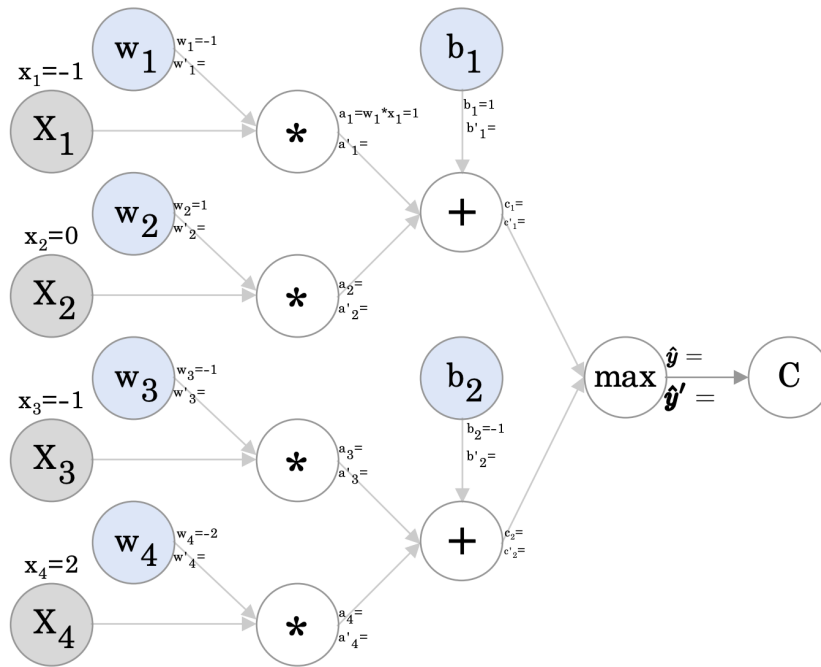 w₁
w₁=-1
w'₁=
b₁
x₁=-1
X₁
*
a₁=w₁*x₁=1
a'₁=
b₁=1
b'₁=
w₂
w₂=1
w'₂=
+
c₁=
c'₁=
x₂=0
X₂
*
a₂=
a'₂=
w₃
w₃=-1
w'₃=
b₂
max
ŷ =
ŷ' =
C
x₃=-1
X₃
*
a₃=
a'₃=
b₂=-1
b'₂=
w₄
w₄=-2
w'₄=
+
c₂=
c'₂=
x₄=2
X₄
*
a₄=
a'₄=